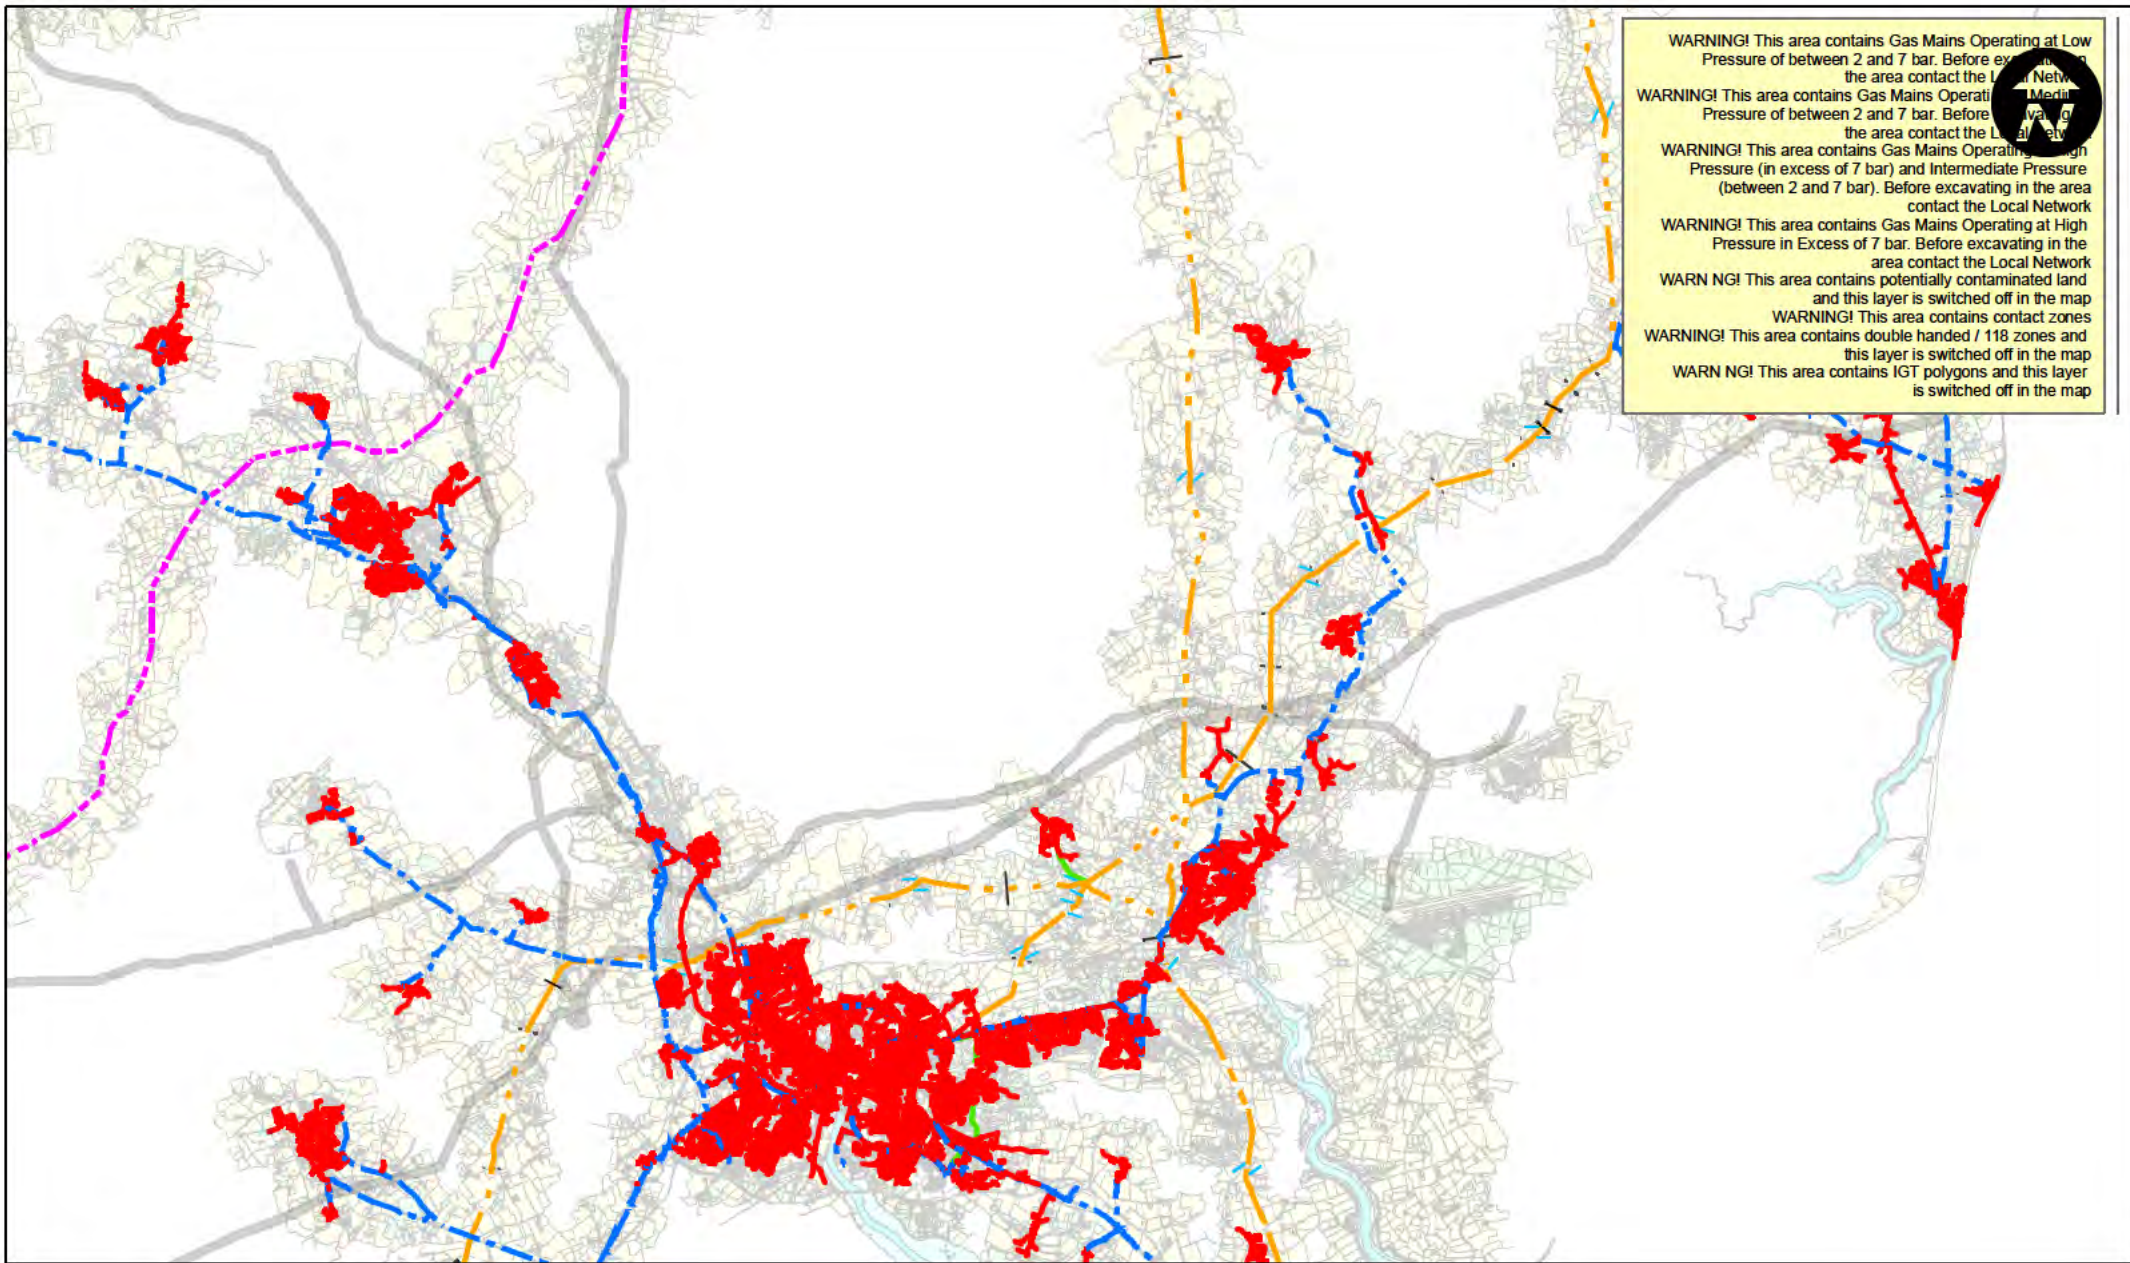 WARNING! This area contains Gas Mains Operating at Low
Pressure of between 2 and 7 bar. Before
the area contact the
WARNING! This area contains Gas Mains
Pressure of between 2 and 7 bar. Before
the area contact the
WARNING! This area contains Gas Mains Operating
Pressure (in excess of 7 bar) and Intermediate Pressure
(between 2 and 7 bar). Before excavating in the area
contact the Local Network
WARNING! This area contains Gas Mains Operating at High
Pressure in Excess of 7 bar. Before excavating in the
area contact the Local Network
WARN NG! This area contains potentially contaminated land
and this layer is switched off in the map
WARNING! This area contains contact zones
WARNING! This area contains double handed / 118 zones and
this layer is switched off in the map
WARN NG! This area contains IGT polygons and this layer
is switched off in the map
N